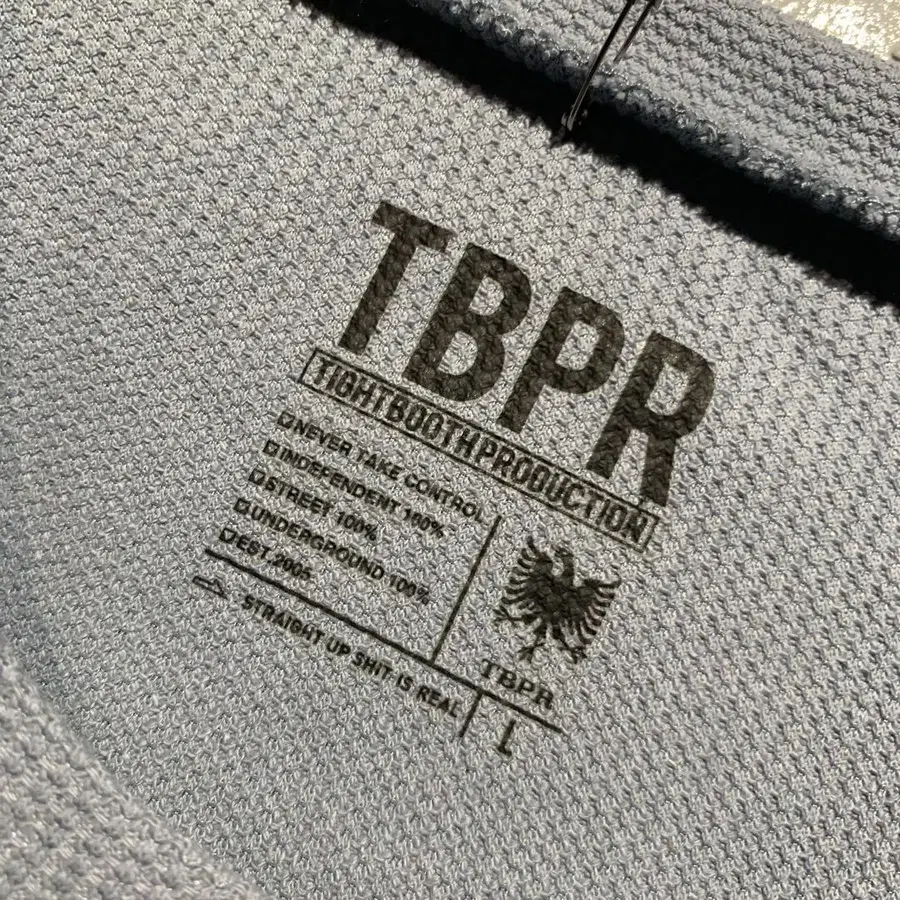 TBPR
TIGHTBOOTHPRODUCTION
NEVER TAKE CONTROL
INDEPENDENT 100%
STREET 100%
UNDERGROUND 100%
EST.2005
TBPR
STRAIGHT UP SHIT IS REAL
L